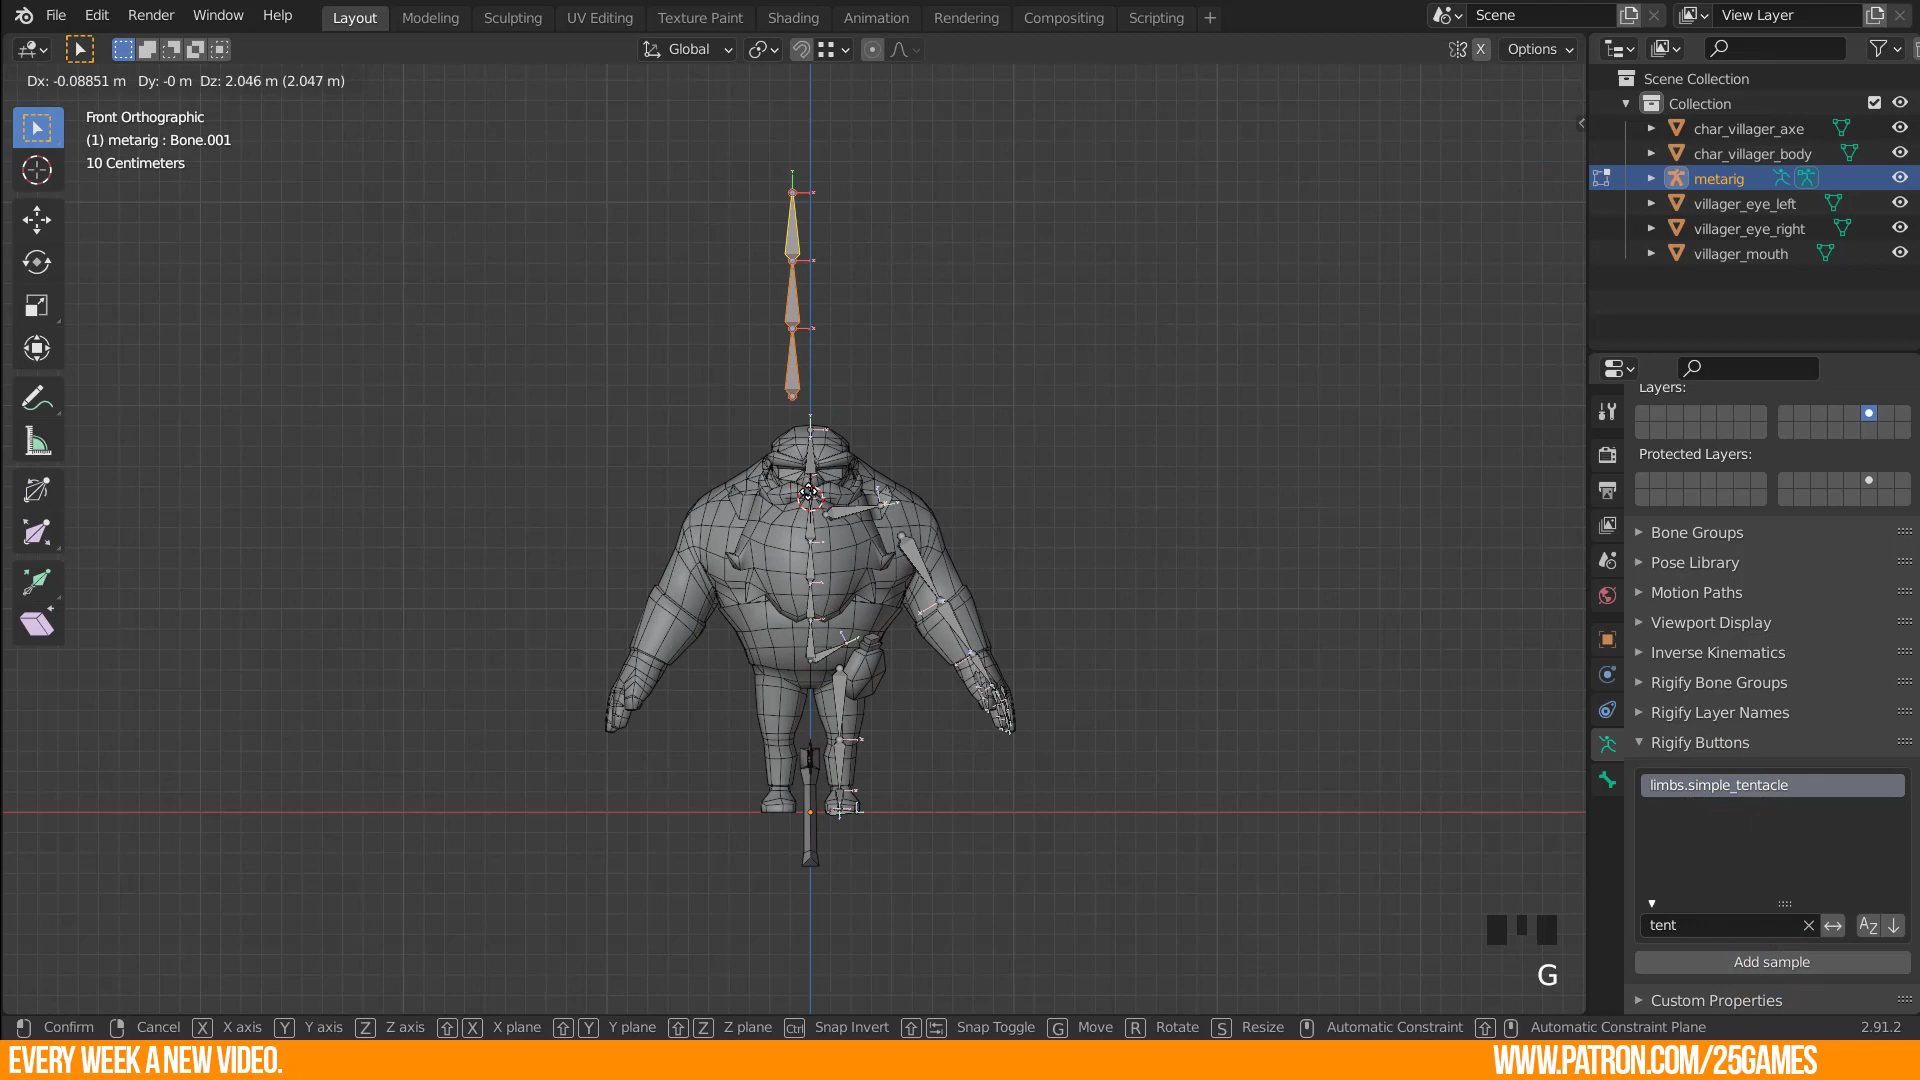 File Edit Render Window Help Layout Modeling Sculpting UV Editing Texture Paint Shading Animation Rendering Compositing Scripting + Scene View Layer
Global X Options
Dx: -0.08851 m Dy: -0 m Dz: 2.046 m (2.047 m)
Front Orthographic
(1) metarig : Bone.001
10 Centimeters
Scene Collection
Collection
char_villager_axe
char_villager_body
metarig
villager_eye_left
villager_eye_right
villager_mouth
Layers:
Protected Layers:
Bone Groups
Pose Library
Motion Paths
Viewport Display
Inverse Kinematics
Rigify Bone Groups
Rigify Layer Names
Rigify Buttons
limbs.simple_tentacle
tent
Add sample
Custom Properties
G
Confirm Cancel X X axis Y Y axis Z Z axis X X plane Y Y plane Z Z plane Ctrl Snap Invert Snap Toggle G Move R Rotate S Resize Automatic Constraint Automatic Constraint Plane 2.91.2
EVERY WEEK A NEW VIDEO.
WWW.PATRON.COM/25GAMES